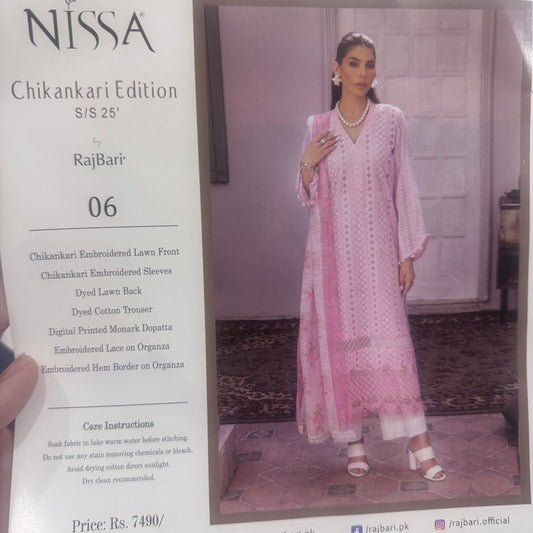 NISSA®
Chikankari Edition
S/S 25'
by
RajBari®
06
Chikankari Embroidered Lawn Front
Chikankari Embroidered Sleeves
Dyed Lawn Back
Dyed Cotton Trouser
Digital Printed Monark Dopatta
Embroidered Lace on Organza
Embroidered Hem Border on Organza
Care Instructions
Soak fabric in luke warm water before stitching.
Do not use any stain removing chemicals or bleach.
Avoid drying cotton direct sunlight.
Dry clean recommended.
Price: Rs. 7490/
/rajbari.pk
/rajbari.official